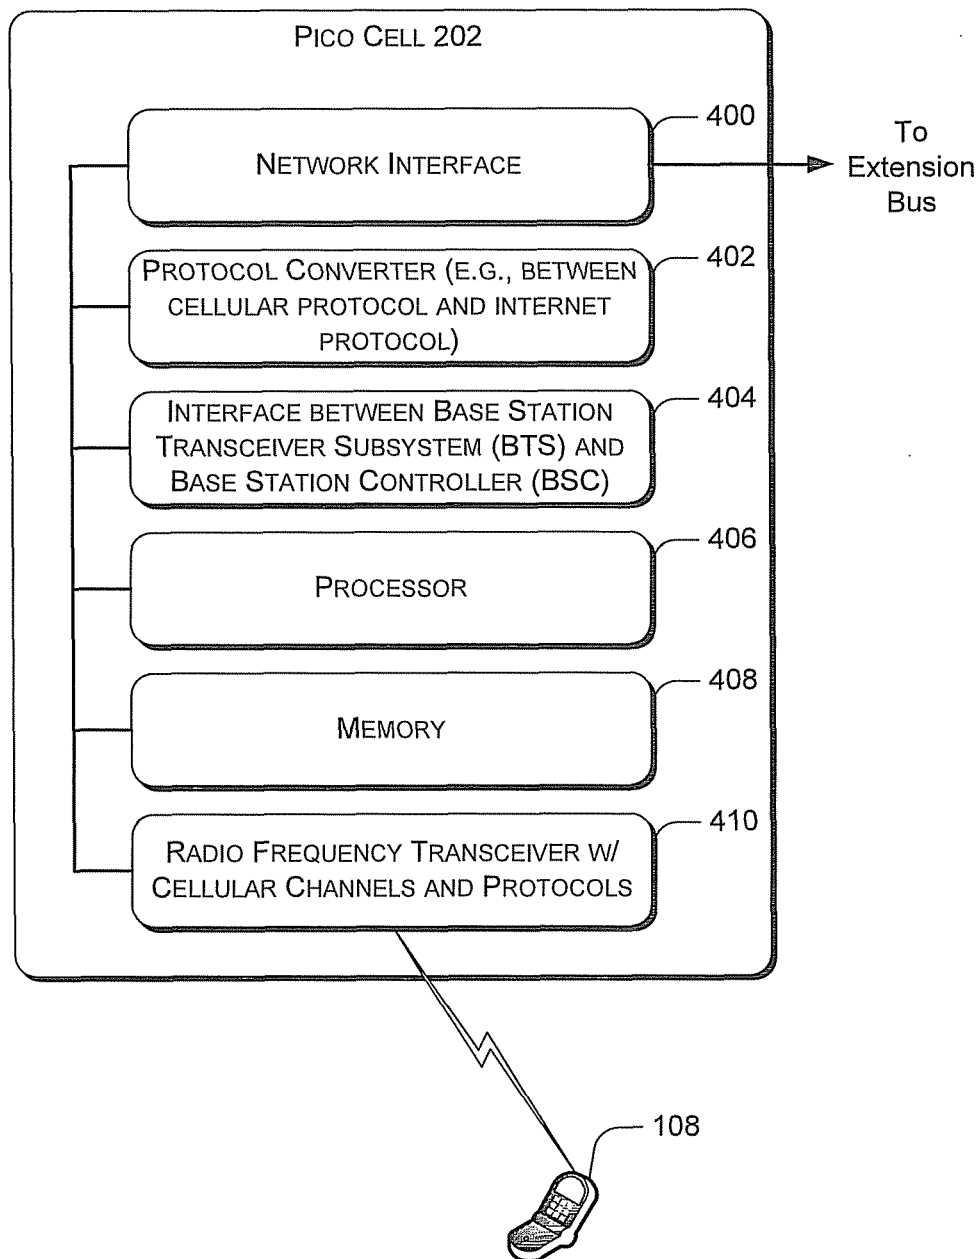 PICO CELL 202
400
NETWORK INTERFACE
To
Extension
Bus
402
PROTOCOL CONVERTER (E.G., BETWEEN
CELLULAR PROTOCOL AND INTERNET
PROTOCOL)
404
INTERFACE BETWEEN BASE STATION
TRANSCEIVER SUBSYSTEM (BTS) AND
BASE STATION CONTROLLER (BSC)
406
PROCESSOR
408
MEMORY
410
RADIO FREQUENCY TRANSCEIVER W/
CELLULAR CHANNELS AND PROTOCOLS
108